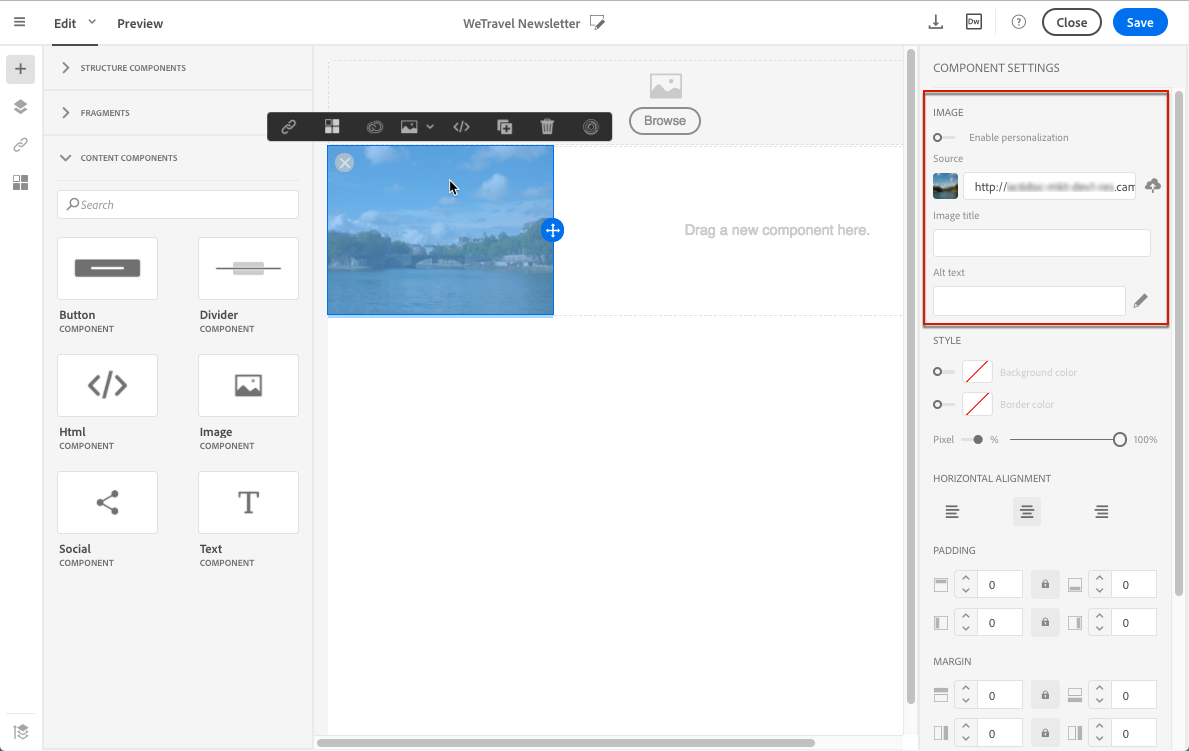 Edit
Preview
WeTravel Newsletter
Dw
?
Close
Save
STRUCTURE COMPONENTS
FRAGMENTS
CONTENT COMPONENTS
Search
Button
COMPONENT
Divider
COMPONENT
Html
COMPONENT
Image
COMPONENT
Social
COMPONENT
Text
COMPONENT
Browse
Drag a new component here.
COMPONENT SETTINGS
IMAGE
Enable personalization
Source
http:// .cam
Image title
Alt text
STYLE
Background color
Border color
Pixel % 100%
HORIZONTAL ALIGNMENT
PADDING
0 0
0 0
MARGIN
0 0
0 0